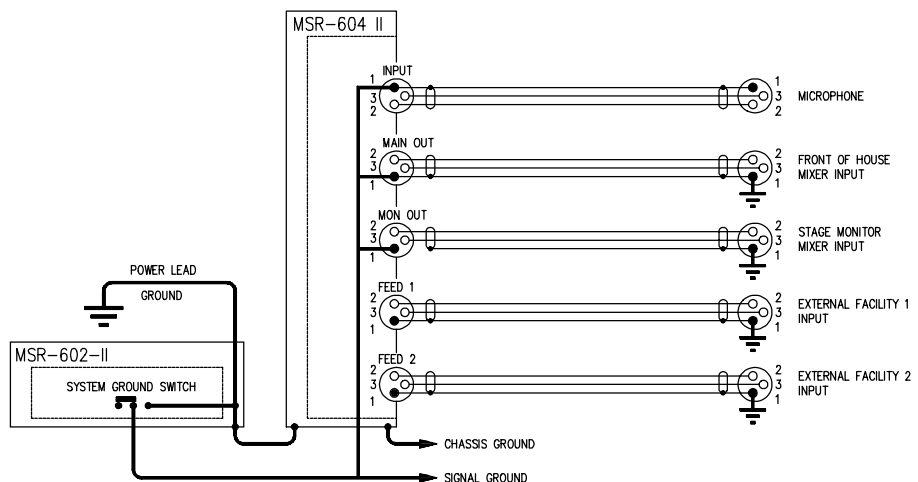 MSR-604 II
INPUT
1
3
2
1
3
2
MICROPHONE
MAIN OUT
2
3
1
2
3
1
FRONT OF HOUSE
MIXER INPUT
MON OUT
2
3
1
2
3
1
STAGE MONITOR
MIXER INPUT
POWER LEAD
GROUND
FEED 1
2
3
1
2
3
1
EXTERNAL FACILITY 1
INPUT
MSR-602-II
SYSTEM GROUND SWITCH
FEED 2
2
3
1
2
3
1
EXTERNAL FACILITY 2
INPUT
CHASSIS GROUND
SIGNAL GROUND